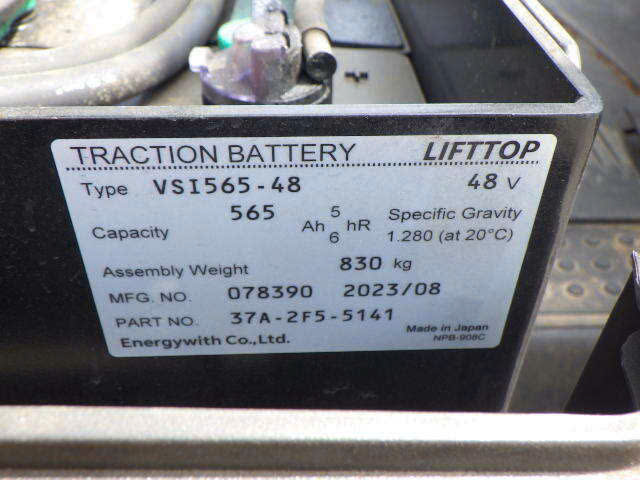 TRACTION BATTERY LIFTTOP
Type VSI565-48 48 V
Capacity 565 Ah 5 hR Specific Gravity
6 1.280 (at 20°C)
Assembly Weight 830 kg
MFG. NO. 078390 2023/08
PART NO. 37A-2F5-5141
Energywith Co.,Ltd. Made in Japan
NPB-908C